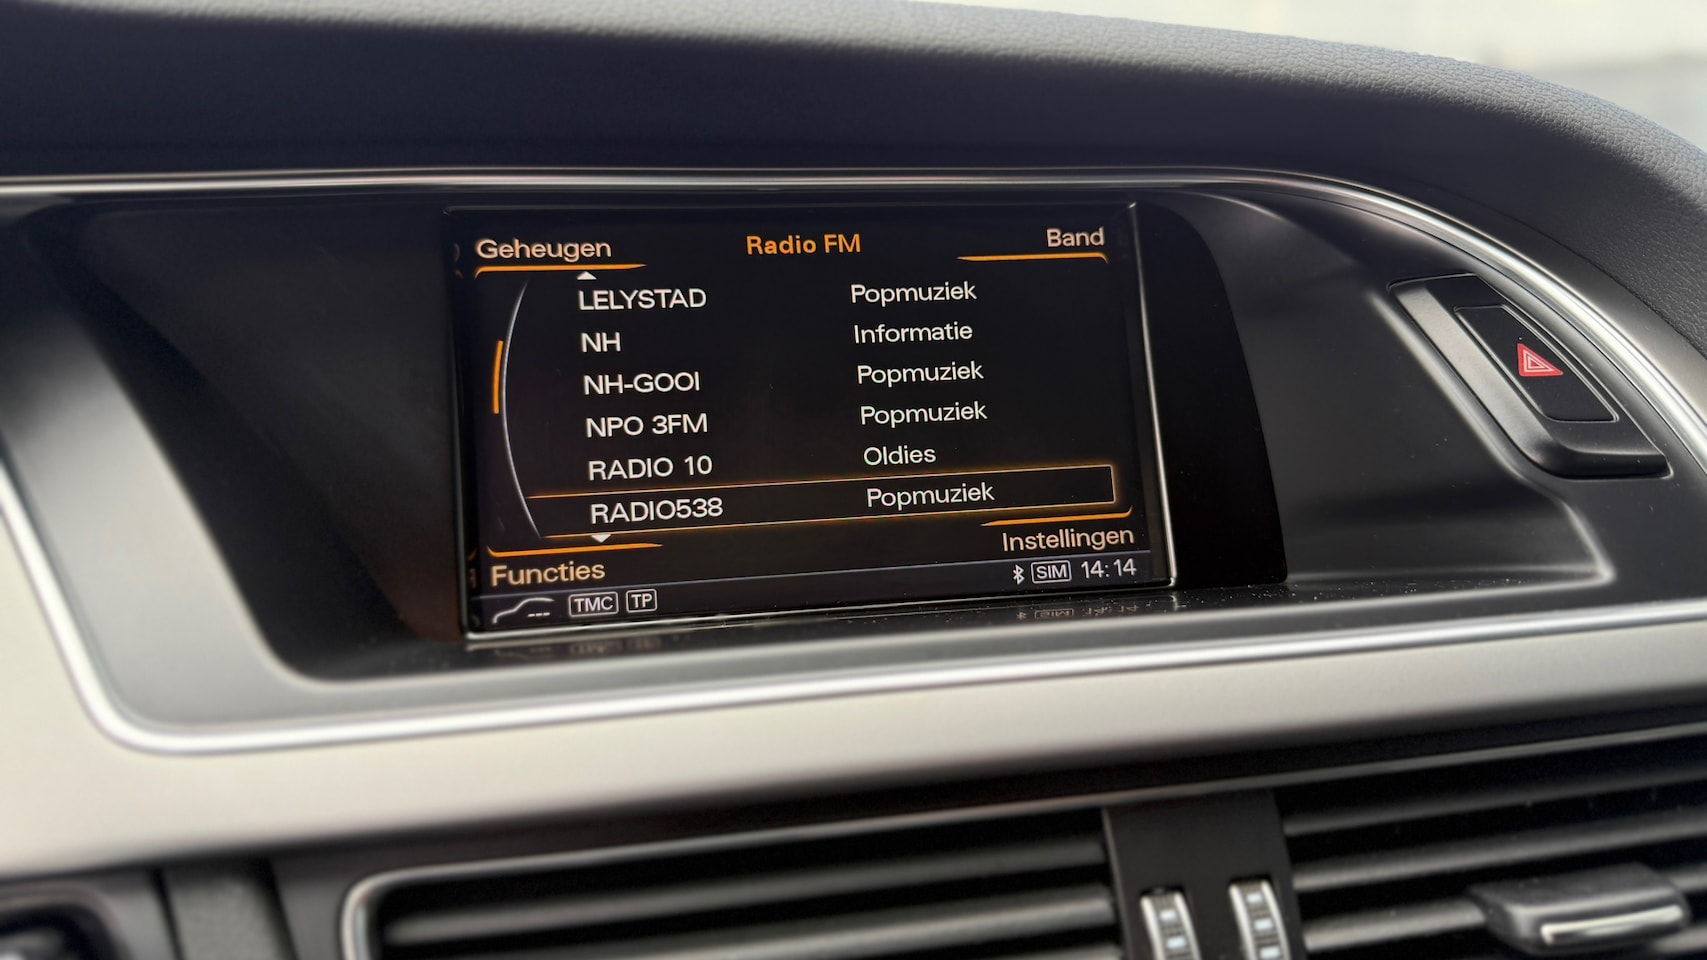 Geheugen Radio FM Band
LELYSTAD Popmuziek
NH Informatie
NH-GOOI Popmuziek
NPO 3FM Popmuziek
RADIO 10 Oldies
RADIO538 Popmuziek
Instellingen
Functies
TMC TP SIM 14:14